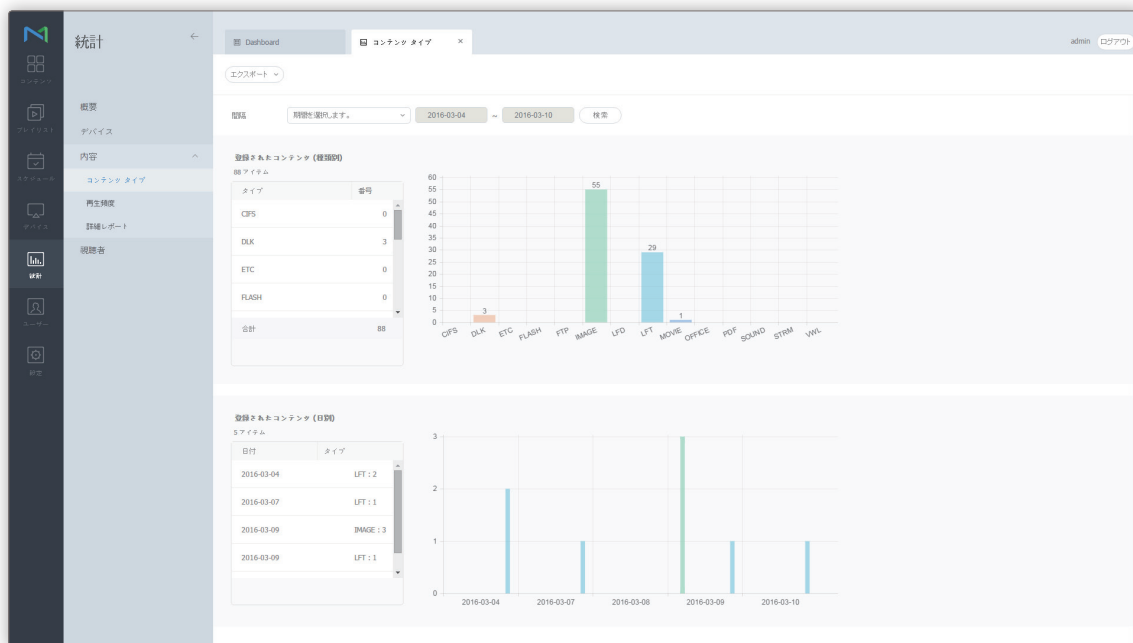 統計
←
Dashboard
コンテンツ タイプ ×
admin ログアウト
コンテンツ
プレイリスト
スケジュール
デバイス
統計
ユーザー
設定
概要
デバイス
内容
コンテンツ タイプ
再生頻度
詳細レポート
視聴者
エクスポート
間隔 期間を選択します。 2016-03-04 ~ 2016-03-10 検索
登録されたコンテンツ (種類別)
88 アイテム
タイプ 番号
CIFS 0
DLK 3
ETC 0
FLASH 0
合計 88
60
55
50
45
40
35
30
25
20
15
10
5
0
3
55
29
1
CIFS DLK ETC FLASH FTP IMAGE LFD LFT MOVIE OFFICE PDF SOUND STRM VWL
登録されたコンテンツ (日別)
5 アイテム
日付 タイプ
2016-03-04 LFT : 2
2016-03-07 LFT : 1
2016-03-09 IMAGE : 3
2016-03-09 LFT : 1
3
2
1
0
2016-03-04 2016-03-07 2016-03-08 2016-03-09 2016-03-10